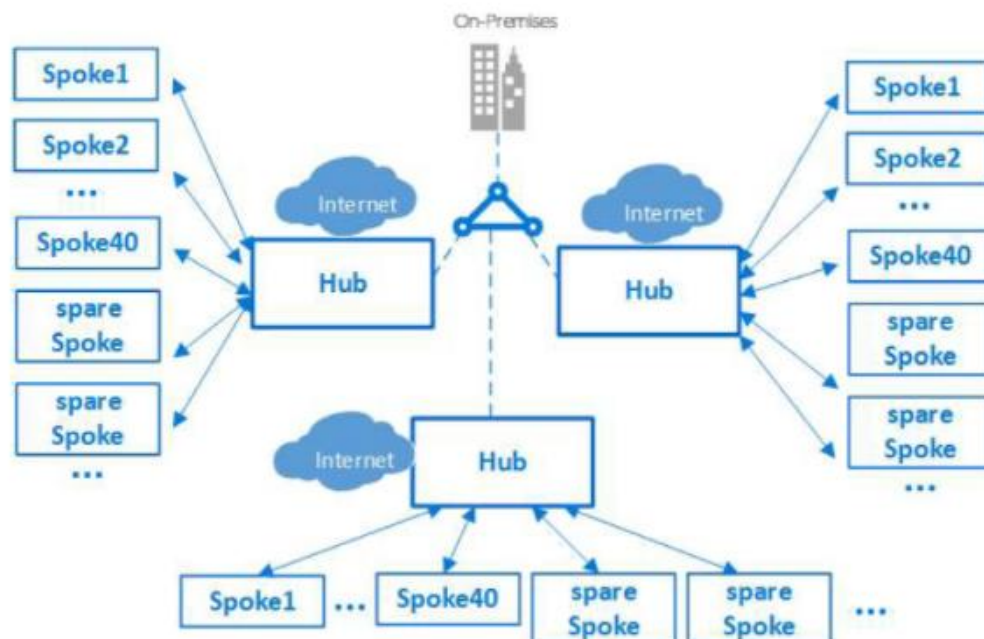 On-Premises
Spoke1
Spoke2
...
Spoke40
spare
Spoke
spare
Spoke
...
Internet
Hub
Internet
Hub
Spoke1
Spoke2
...
Spoke40
spare
Spoke
spare
Spoke
...
Internet
Hub
Spoke1
...
Spoke40
spare
Spoke
spare
Spoke
...